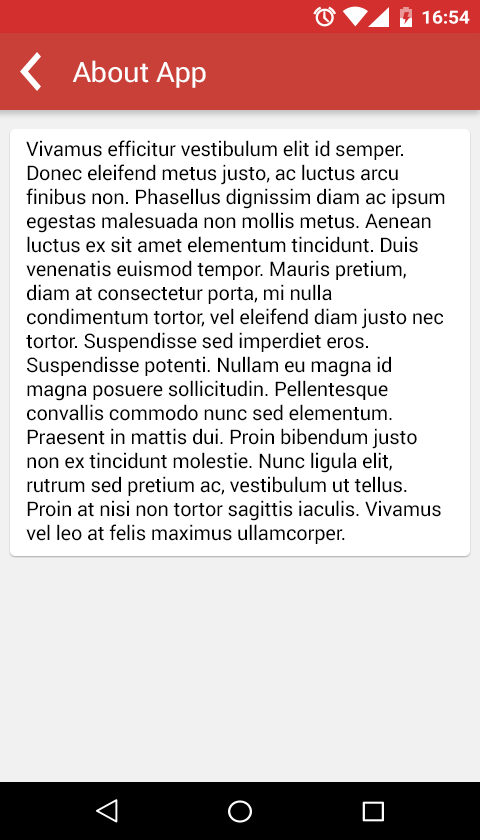 16:54
About App
Vivamus efficitur vestibulum elit id semper.
Donec eleifend metus justo, ac luctus arcu
finibus non. Phasellus dignissim diam ac ipsum
egestas malesuada non mollis metus. Aenean
luctus ex sit amet elementum tincidunt. Duis
venenatis euismod tempor. Mauris pretium,
diam at consectetur porta, mi nulla
condimentum tortor, vel eleifend diam justo nec
tortor. Suspendisse sed imperdiet eros.
Suspendisse potenti. Nullam eu magna id
magna posuere sollicitudin. Pellentesque
convallis commodo nunc sed elementum.
Praesent in mattis dui. Proin bibendum justo
non ex tincidunt molestie. Nunc ligula elit,
rutrum sed pretium ac, vestibulum ut tellus.
Proin at nisi non tortor sagittis iaculis. Vivamus
vel leo at felis maximus ullamcorper.